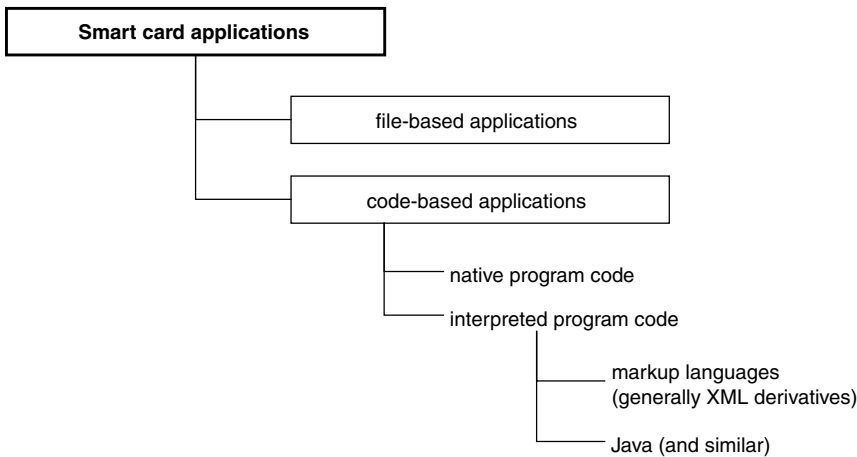 Smart card applications
file-based applications
code-based applications
native program code
interpreted program code
markup languages
(generally XML derivatives)
Java (and similar)